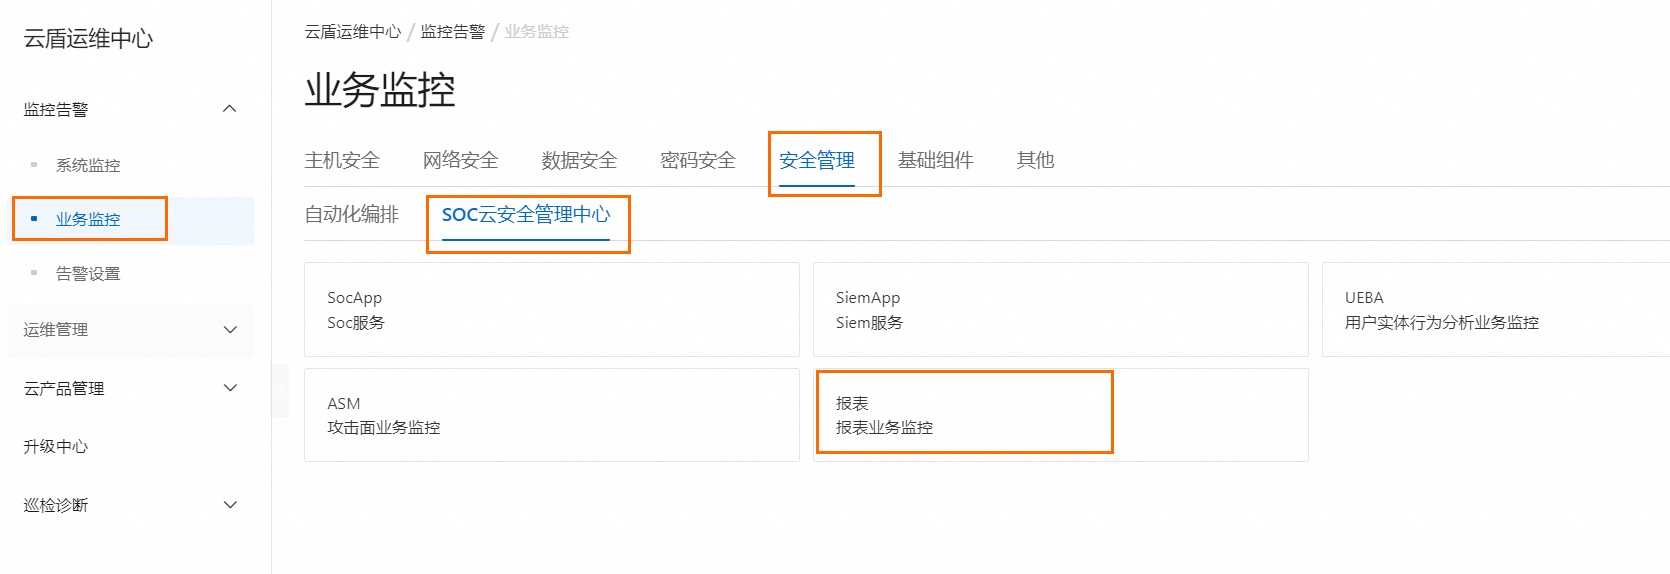 云盾运维中心
监控告警
系统监控
业务监控
告警设置
运维管理
云产品管理
升级中心
巡检诊断
云盾运维中心 / 监控告警 / 业务监控
业务监控
主机安全 网络安全 数据安全 密码安全 安全管理 基础组件 其他
自动化编排 SOC云安全管理中心
SocApp
Soc服务
SiemApp
Siem服务
UEBA
用户实体行为分析业务监控
ASM
攻击面业务监控
报表
报表业务监控